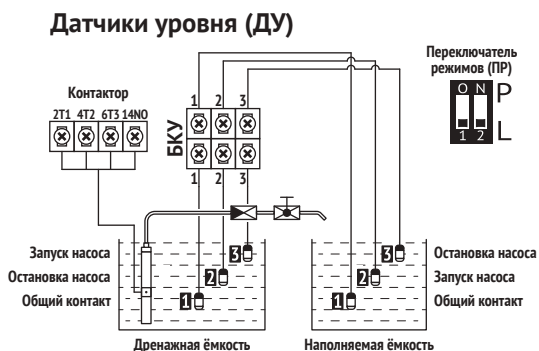 Датчики уровня (ДУ)
Переключатель
режимов (ПР)
Контактор
2T1 4T2 6T3 14NO
1 2 3
БКУ
1 2 3
O N
P
1 2
L
Запуск насоса
Остановка насоса
Общий контакт
3
2
1
3
2
1
Остановка насоса
Запуск насоса
Общий контакт
Дренажная ёмкость
Наполняемая ёмкость